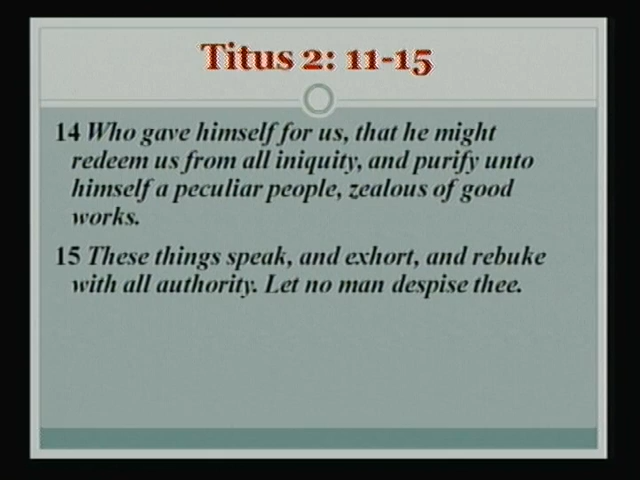 Titus 2: 11-15
14 Who gave himself for us, that he might
redeem us from all iniquity, and purify unto
himself a peculiar people, zealous of good
works.
15 These things speak, and exhort, and rebuke
with all authority. Let no man despise thee.